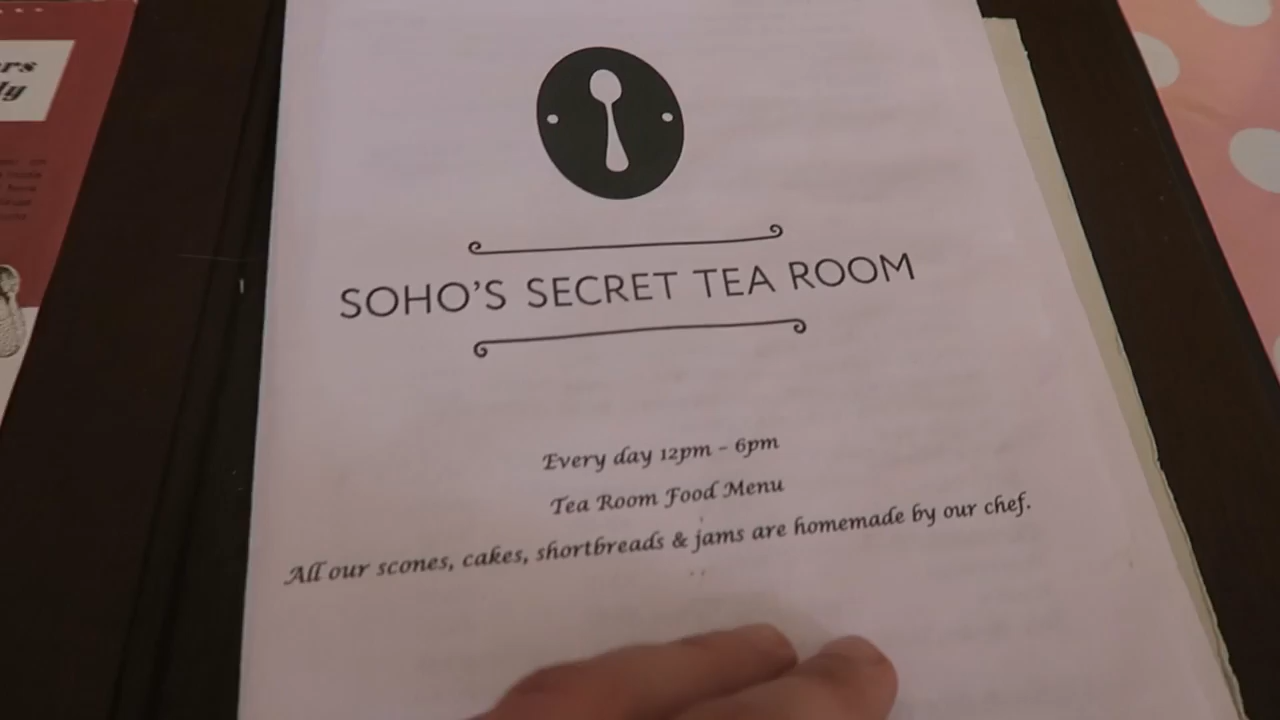 SOHO'S SECRET TEA ROOM
Every day 12pm - 6pm
Tea Room Food Menu
All our scones, cakes, shortbreads & jams are homemade by our chef.